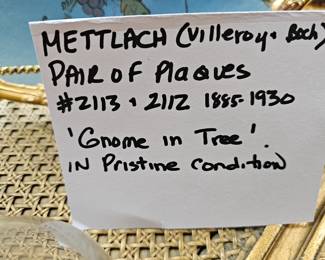 METTLACH (Villeroy & Boch)
PAIR OF PLAQUES
#2113 & 2112 1885-1930
'Gnome in Tree'.
IN Pristine Condition